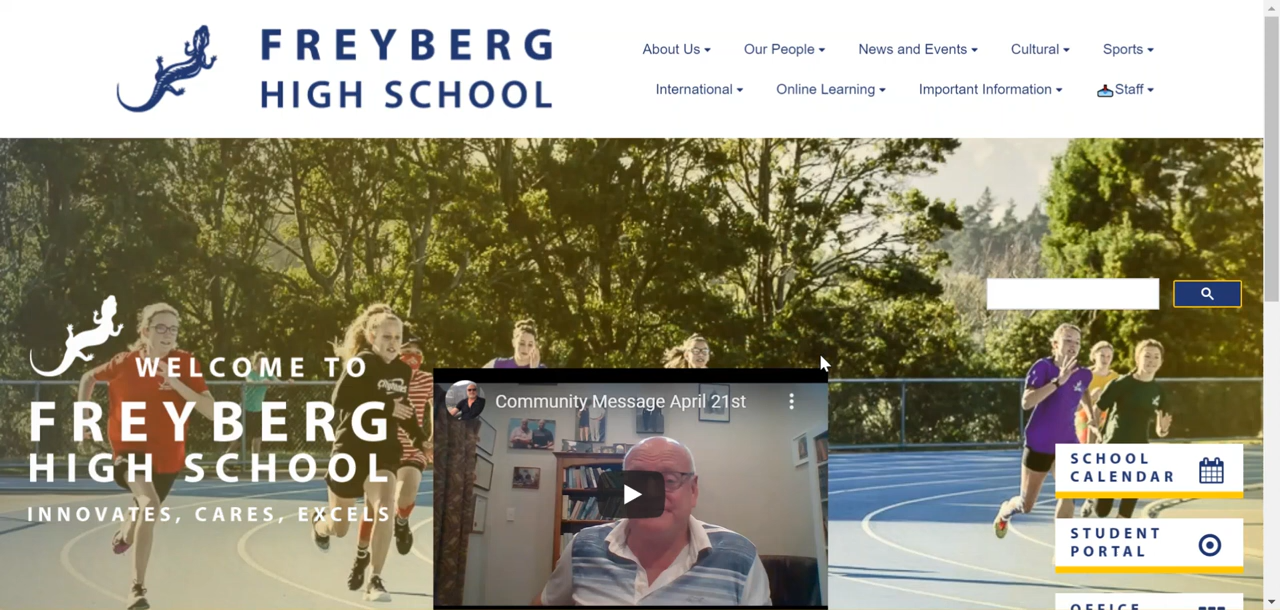 FREYBERG
HIGH SCHOOL
About Us
Our People
News and Events
Cultural
Sports
International
Online Learning
Important Information
Staff
WELCOME TO
FREYBERG
HIGH SCHOOL
INNOVATES, CARES, EXCELS
Community Message April 21st
SCHOOL
CALENDAR
STUDENT
PORTAL
OFFICE